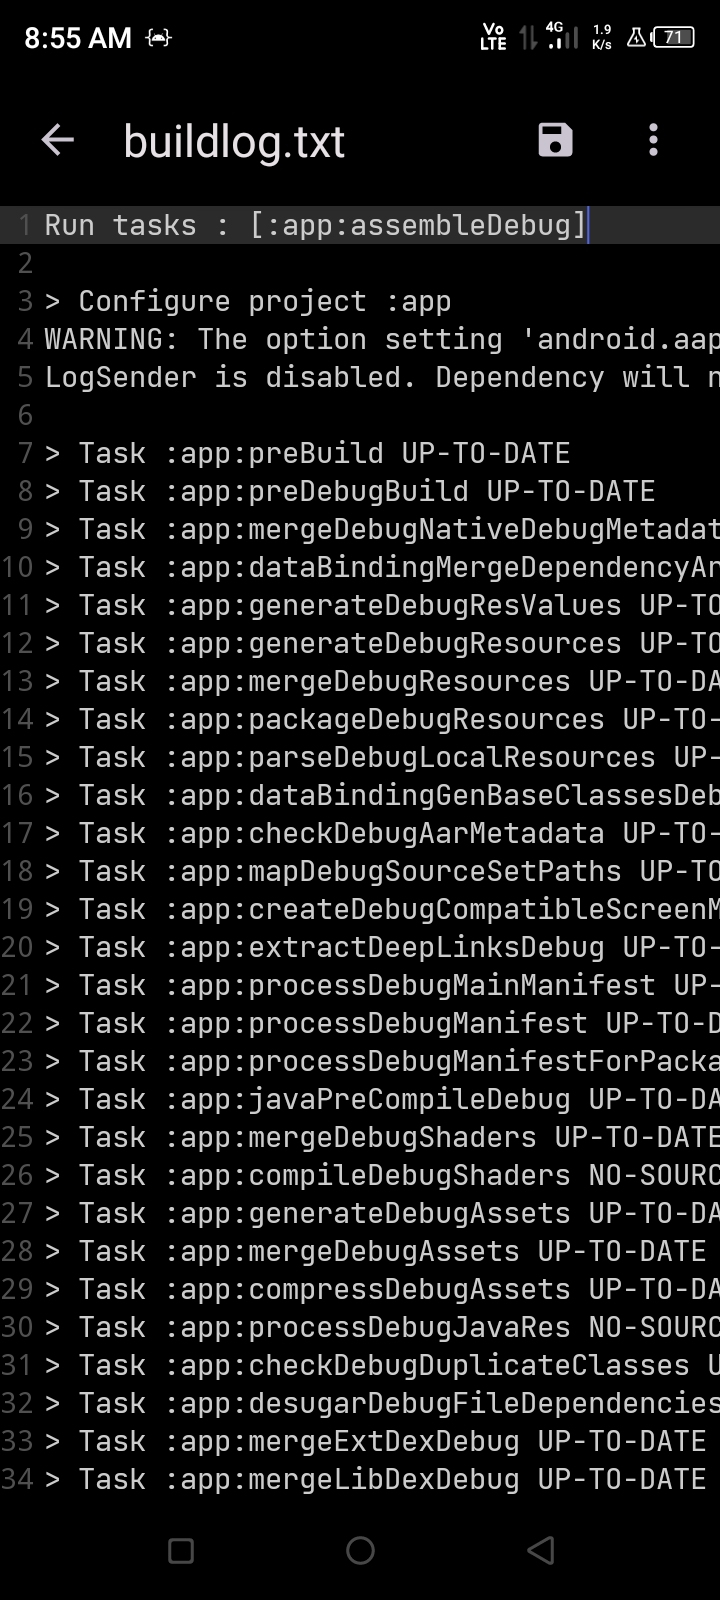 8:55 AM
Vo LTE 4G 1.9 K/s 71
buildlog.txt
1 Run tasks : [:app:assembleDebug]
2
3 > Configure project :app
4 WARNING: The option setting 'android.aap
5 LogSender is disabled. Dependency will n
6
7 > Task :app:preBuild UP-TO-DATE
8 > Task :app:preDebugBuild UP-TO-DATE
9 > Task :app:mergeDebugNativeDebugMetadat
10 > Task :app:dataBindingMergeDependencyAr
11 > Task :app:generateDebugResValues UP-TO
12 > Task :app:generateDebugResources UP-TO
13 > Task :app:mergeDebugResources UP-TO-DA
14 > Task :app:packageDebugResources UP-TO-
15 > Task :app:parseDebugLocalResources UP-
16 > Task :app:dataBindingGenBaseClassesDeb
17 > Task :app:checkDebugAarMetadata UP-TO-
18 > Task :app:mapDebugSourceSetPaths UP-TO
19 > Task :app:createDebugCompatibleScreenM
20 > Task :app:extractDeepLinksDebug UP-TO-
21 > Task :app:processDebugMainManifest UP-
22 > Task :app:processDebugManifest UP-TO-D
23 > Task :app:processDebugManifestForPacka
24 > Task :app:javaPreCompileDebug UP-TO-DA
25 > Task :app:mergeDebugShaders UP-TO-DATE
26 > Task :app:compileDebugShaders NO-SOURC
27 > Task :app:generateDebugAssets UP-TO-DA
28 > Task :app:mergeDebugAssets UP-TO-DATE
29 > Task :app:compressDebugAssets UP-TO-DA
30 > Task :app:processDebugJavaRes NO-SOURC
31 > Task :app:checkDebugDuplicateClasses U
32 > Task :app:desugarDebugFileDependencies
33 > Task :app:mergeExtDexDebug UP-TO-DATE
34 > Task :app:mergeLibDexDebug UP-TO-DATE